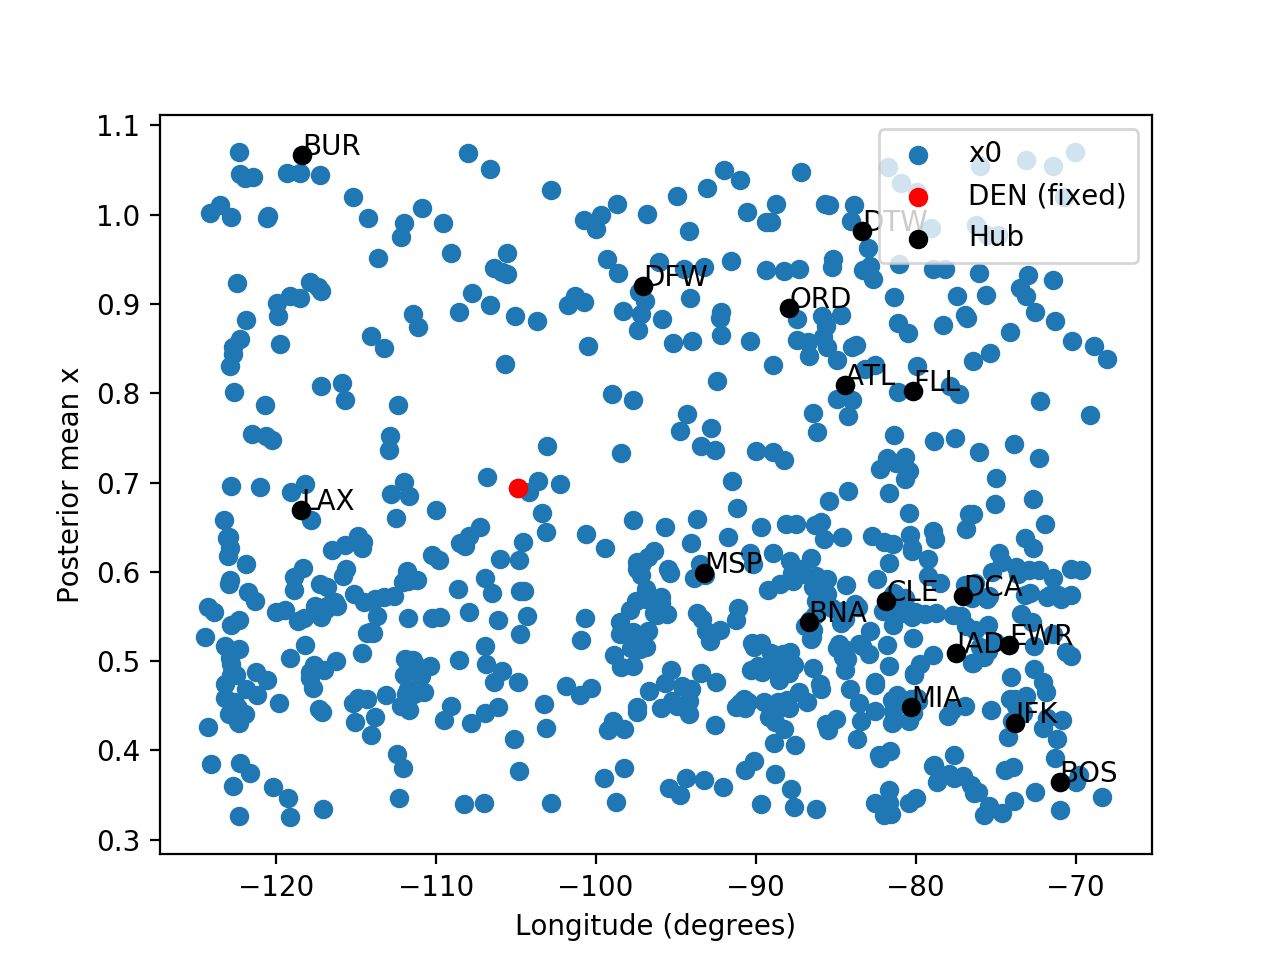 1.1
1.0
0.9
0.8
0.7
0.6
0.5
0.4
0.3
Posterior mean x
BUR
x0
DEN (fixed)
Hub
DTW
DFW
ORD
ATL
FLL
LAX
MSP
CLE
DCA
BNA
EWR
IAD
MIA
JFK
BOS
−120
−110
−100
−90
−80
−70
Longitude (degrees)